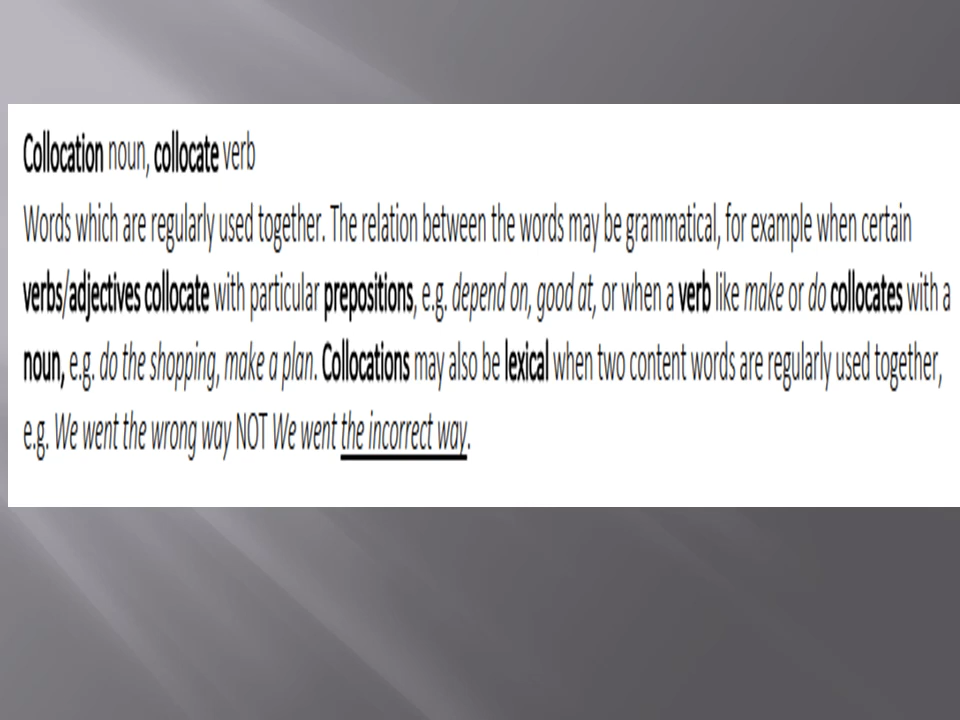 Collocation noun, collocate verb
Words which are regularly used together. The relation between the words may be grammatical, for example when certain
verbs/adjectives collocate with particular prepositions, e.g. depend on, good at, or when a verb like make or do collocates with a
noun, e.g. do the shopping, make a plan. Collocations may also be lexical when two content words are regularly used together,
e.g. We went the wrong way NOT We went the incorrect way.